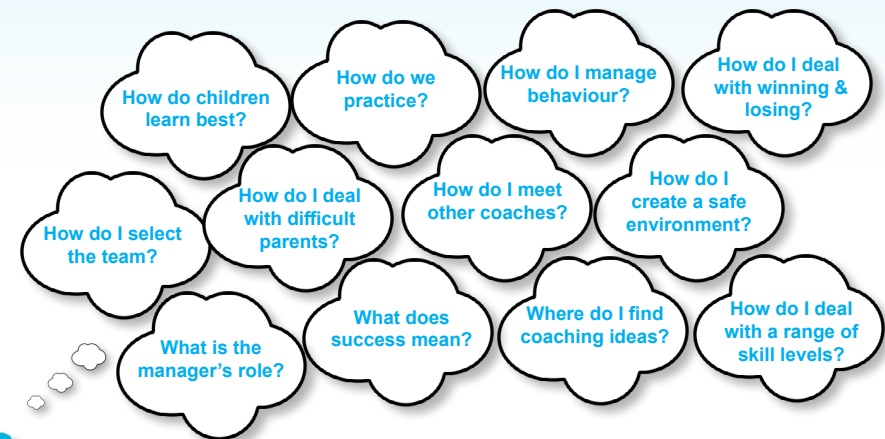 How do children
learn best?
How do we
practice?
How do I manage
behaviour?
How do I deal
with winning &
losing?
How do I select
the team?
How do I deal
with difficult
parents?
How do I meet
other coaches?
How do I
create a safe
environment?
What is the
manager's role?
What does
success mean?
Where do I find
coaching ideas?
How do I deal
with a range of
skill levels?